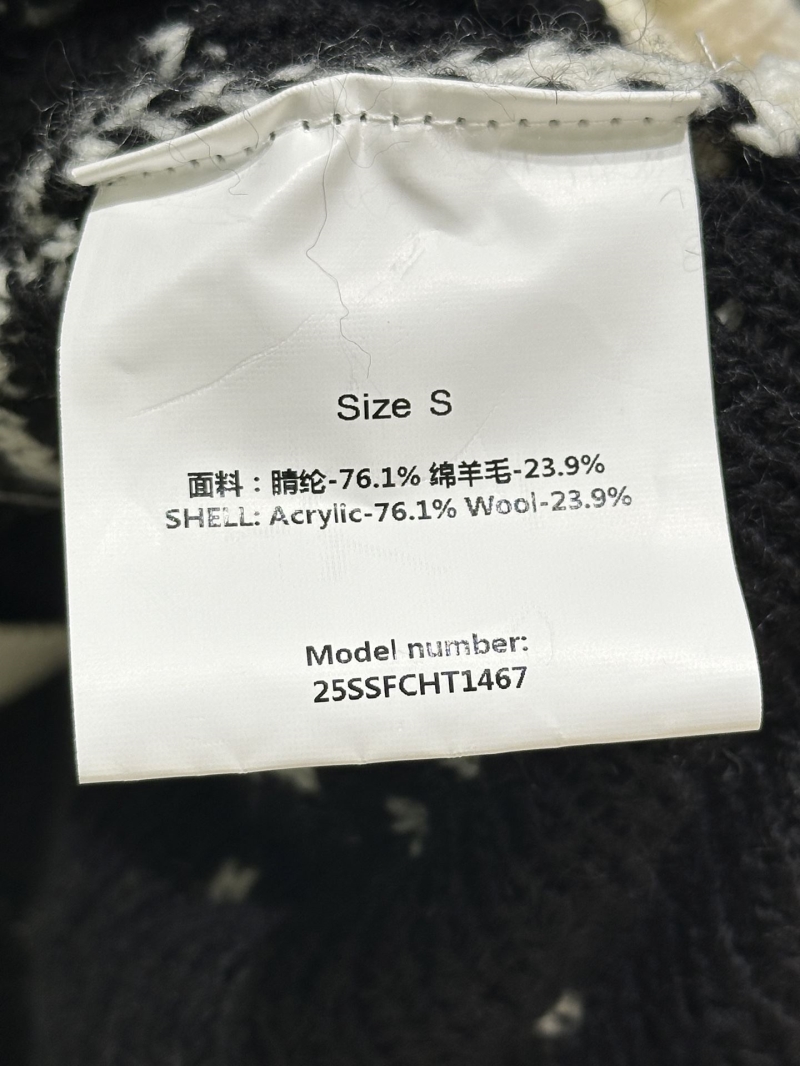 Size S
面料：睛纶-76.1% 绵羊毛-23.9%
SHELL: Acrylic-76.1% Wool-23.9%
Model number:
25SSFCHT1467